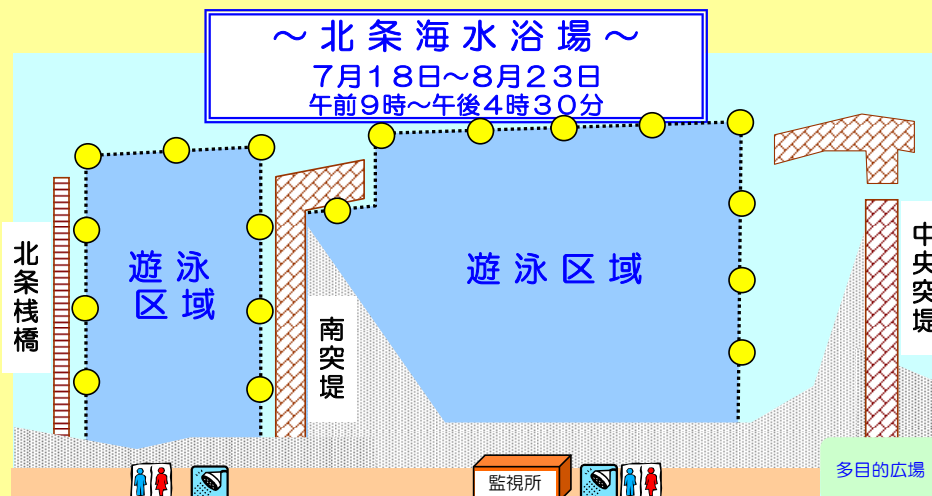 ～北条海水浴場～
７月１８日～８月２３日
午前９時～午後４時３０分
北条桟橋
遊泳
区域
南突堤
遊泳区域
中央突堤
監視所
多目的広場